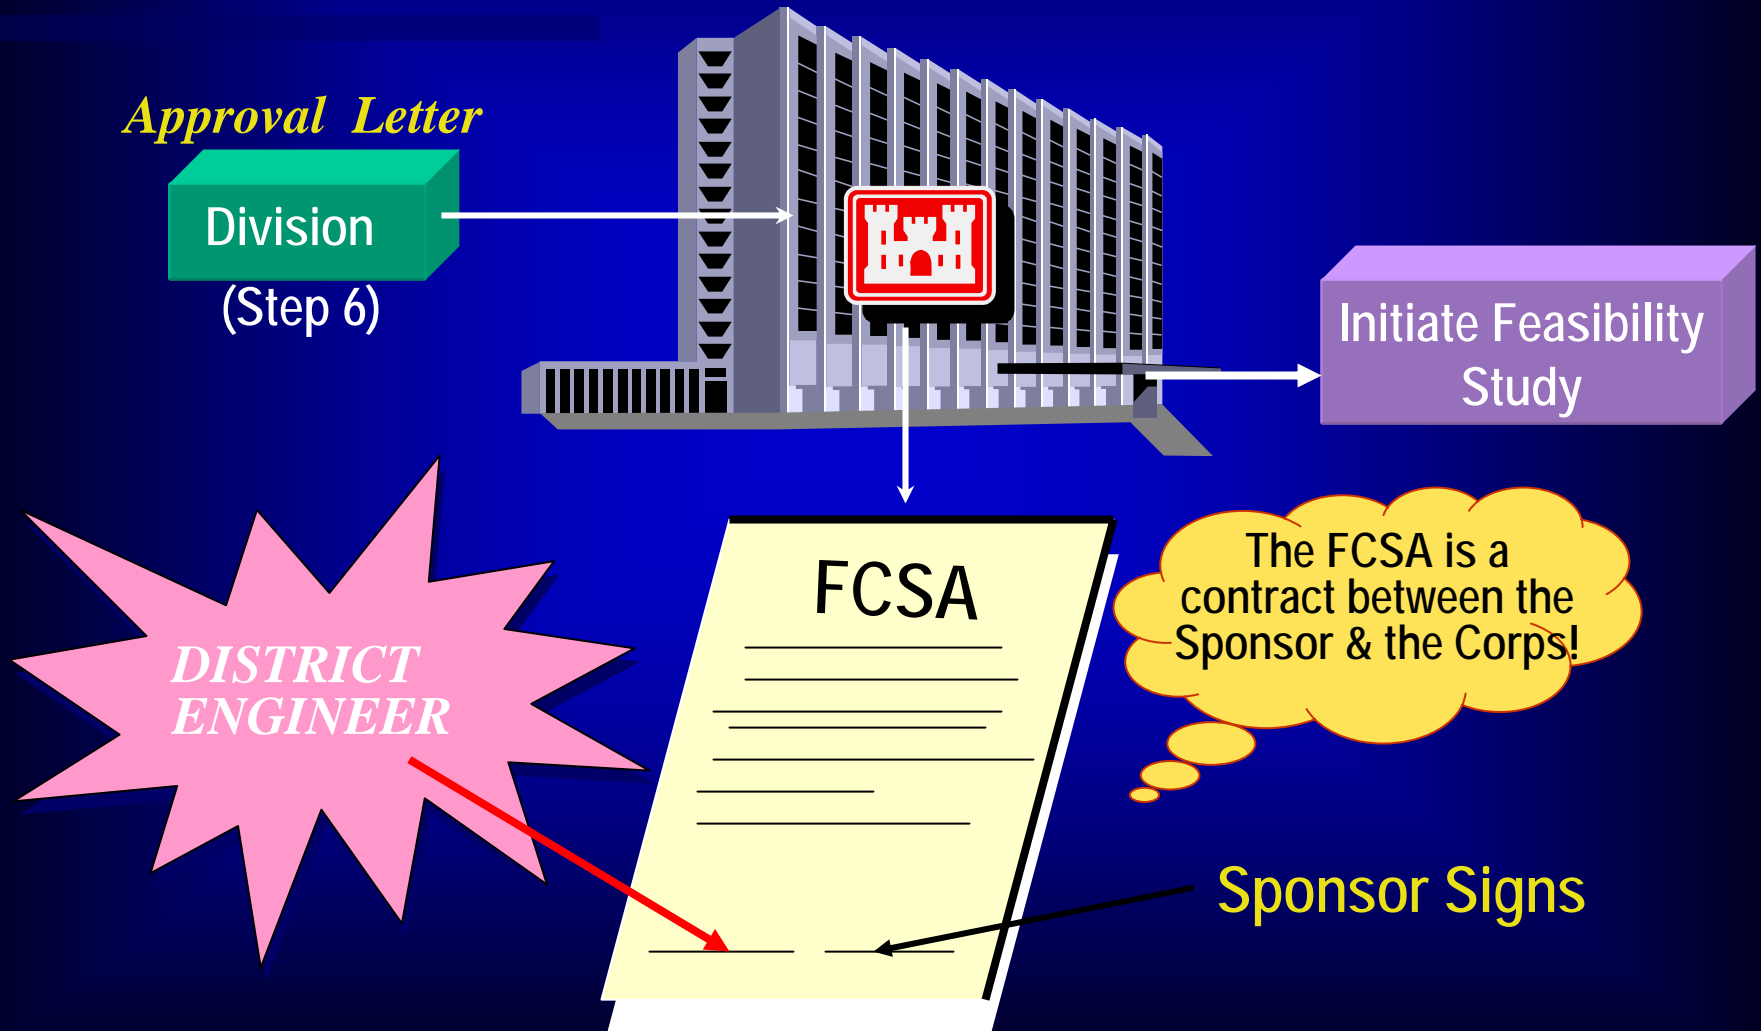 Approval Letter
Division
(Step 6)
Initiate Feasibility
Study
FCSA
The FCSA is a
contract between the
Sponsor & the Corps!
DISTRICT
ENGINEER
Sponsor Signs